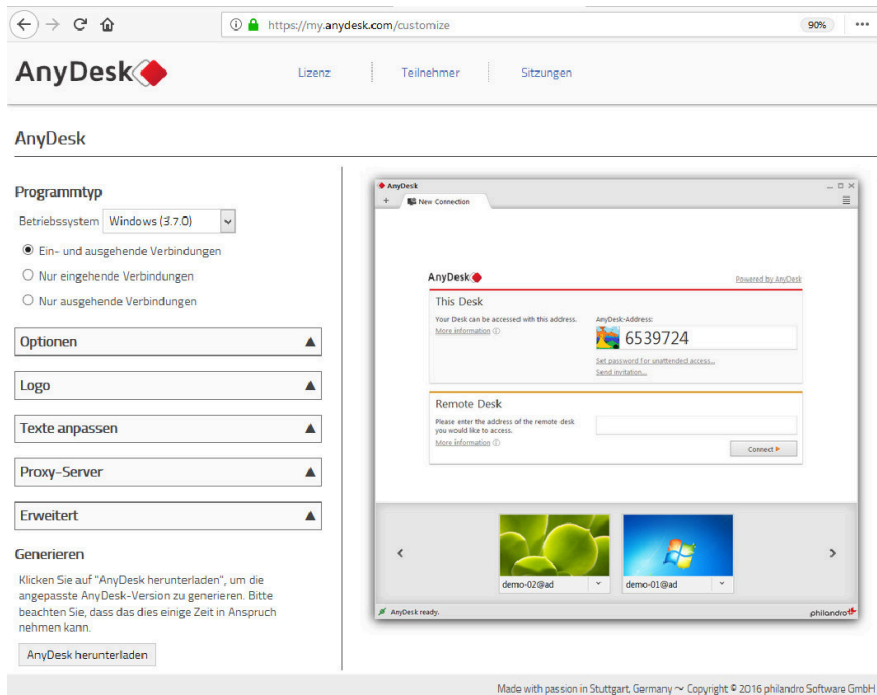 https://my.anydesk.com/customize
90%
AnyDesk
Lizenz
Teilnehmer
Sitzungen
AnyDesk
Programmtyp
Betriebssystem Windows (3.7.0)
Ein- und ausgehende Verbindungen
Nur eingehende Verbindungen
Nur ausgehende Verbindungen
Optionen
Logo
Texte anpassen
Proxy-Server
Erweitert
Generieren
Klicken Sie auf "AnyDesk herunterladen", um die
angepasste AnyDesk-Version zu generieren. Bitte
beachten Sie, dass das dies einige Zeit in Anspruch
nehmen kann.
AnyDesk herunterladen
AnyDesk
New Connection
AnyDesk
Powered by AnyDesk
This Desk
Your Desk can be accessed with this address.
More information
AnyDesk-Address:
6539724
Set password for unattended access...
Send invitation...
Remote Desk
Please enter the address of the remote desk
you would like to access.
More information
Connect
demo-02@ad
demo-01@ad
AnyDesk ready.
philandro
Made with passion in Stuttgart, Germany ~ Copyright © 2016 philandro Software GmbH